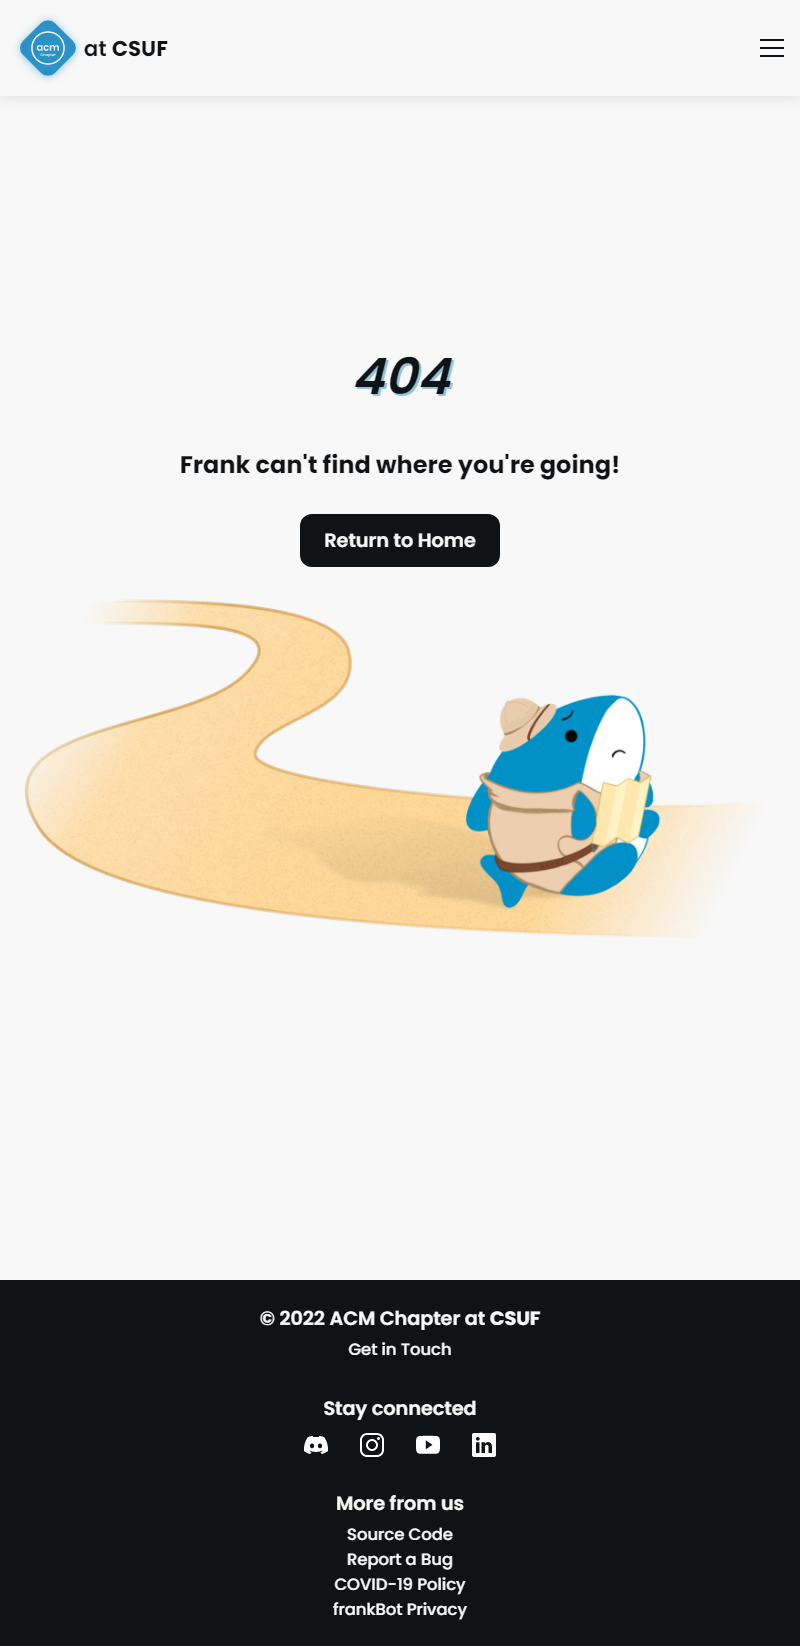 acm
Chapter
at CSUF
404
Frank can't find where you're going!
Return to Home
© 2022 ACM Chapter at CSUF
Get in Touch
Stay connected
More from us
Source Code
Report a Bug
COVID-19 Policy
frankBot Privacy